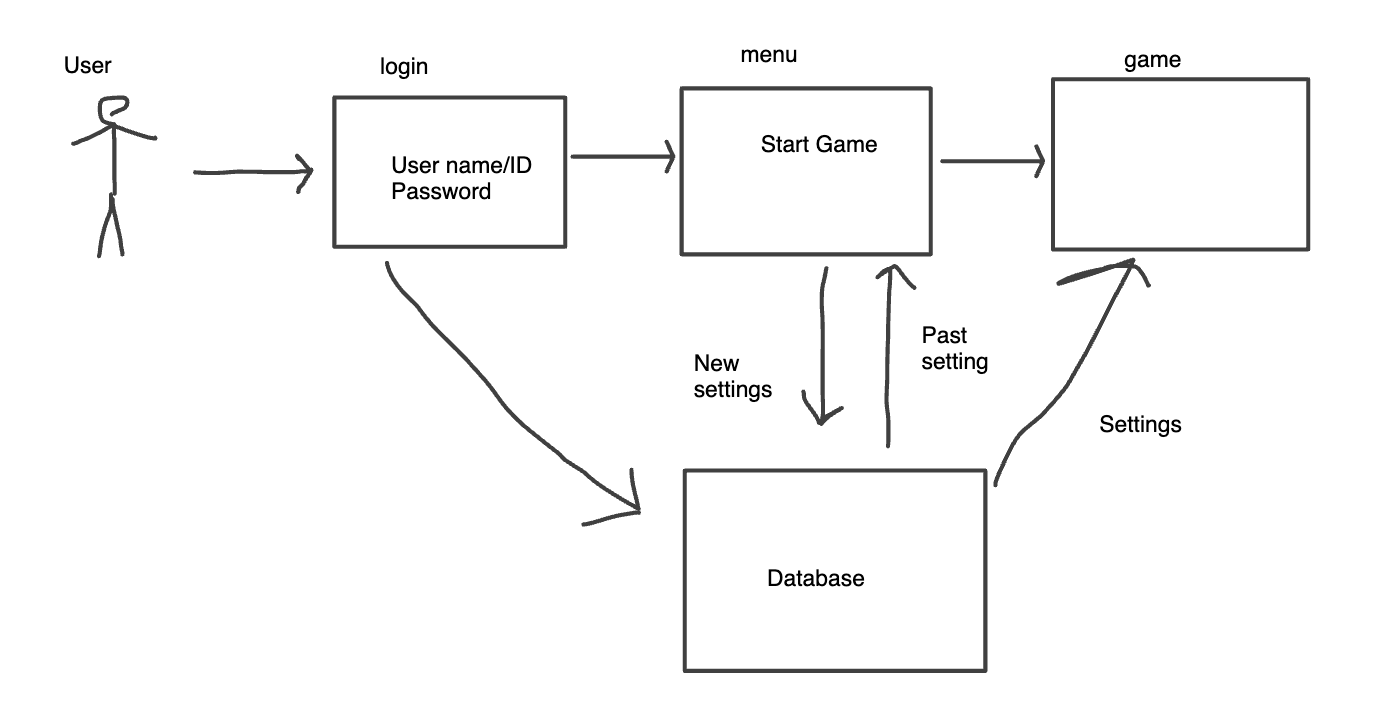 User
login
menu
game
User name/ID
Password
Start Game
New
settings
Past
setting
Settings
Database